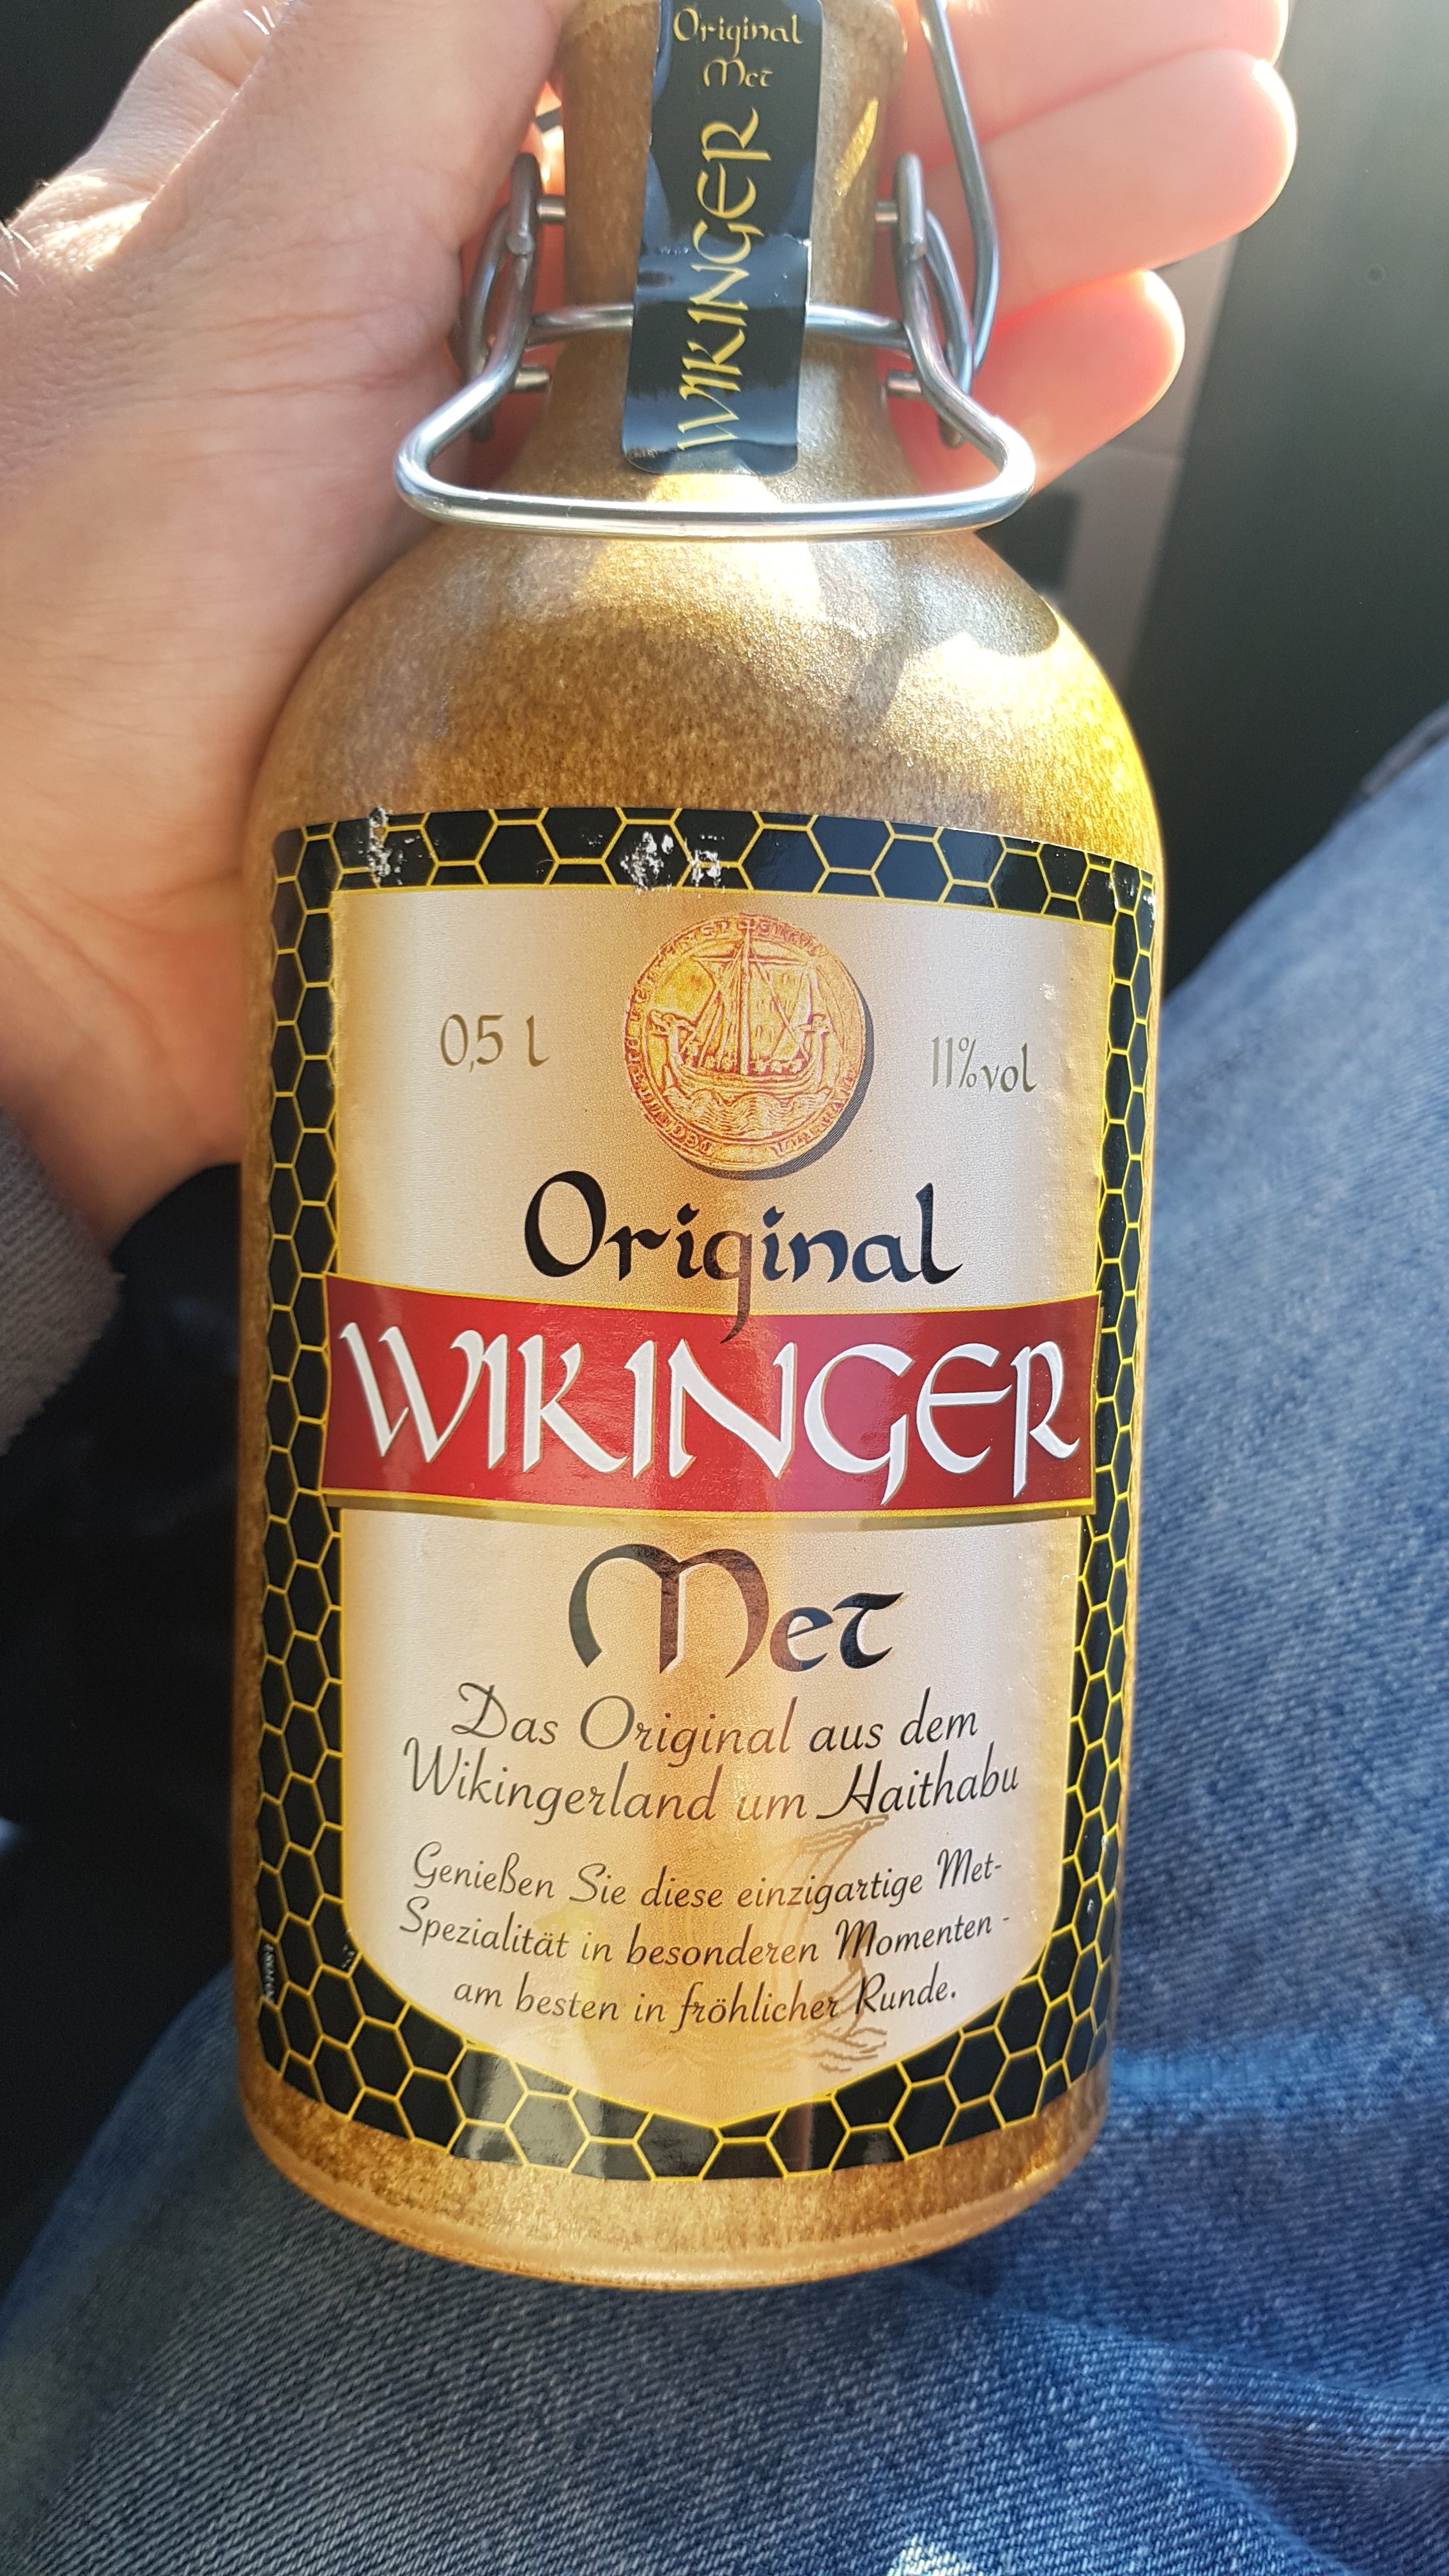 Original
Met
WIKINGER
0,5 l
11%vol
Original
WIKINGER
Met
Das Original aus dem
Wikingerland um Haithabu
Genießen Sie diese einzigartige Met-
Spezialität in besonderen Momenten -
am besten in fröhlicher Runde.